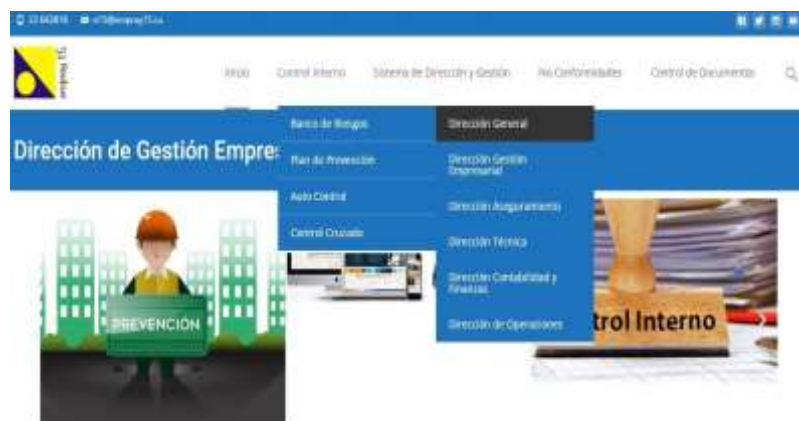 Inicio
Control Interno
Sistema de Dirección y Gestión
No Conformidades
Control de Documentos
Dirección de Gestión Empre
Banco de Riesgos
Plan de Prevención
Auto Control
Control Cruzado
Dirección General
Dirección Gestión
Empresarial
Dirección Aseguramiento
Dirección Técnica
Dirección Contabilidad y
Finanzas
Dirección de Operaciones
PREVENCIÓN
trol Interno